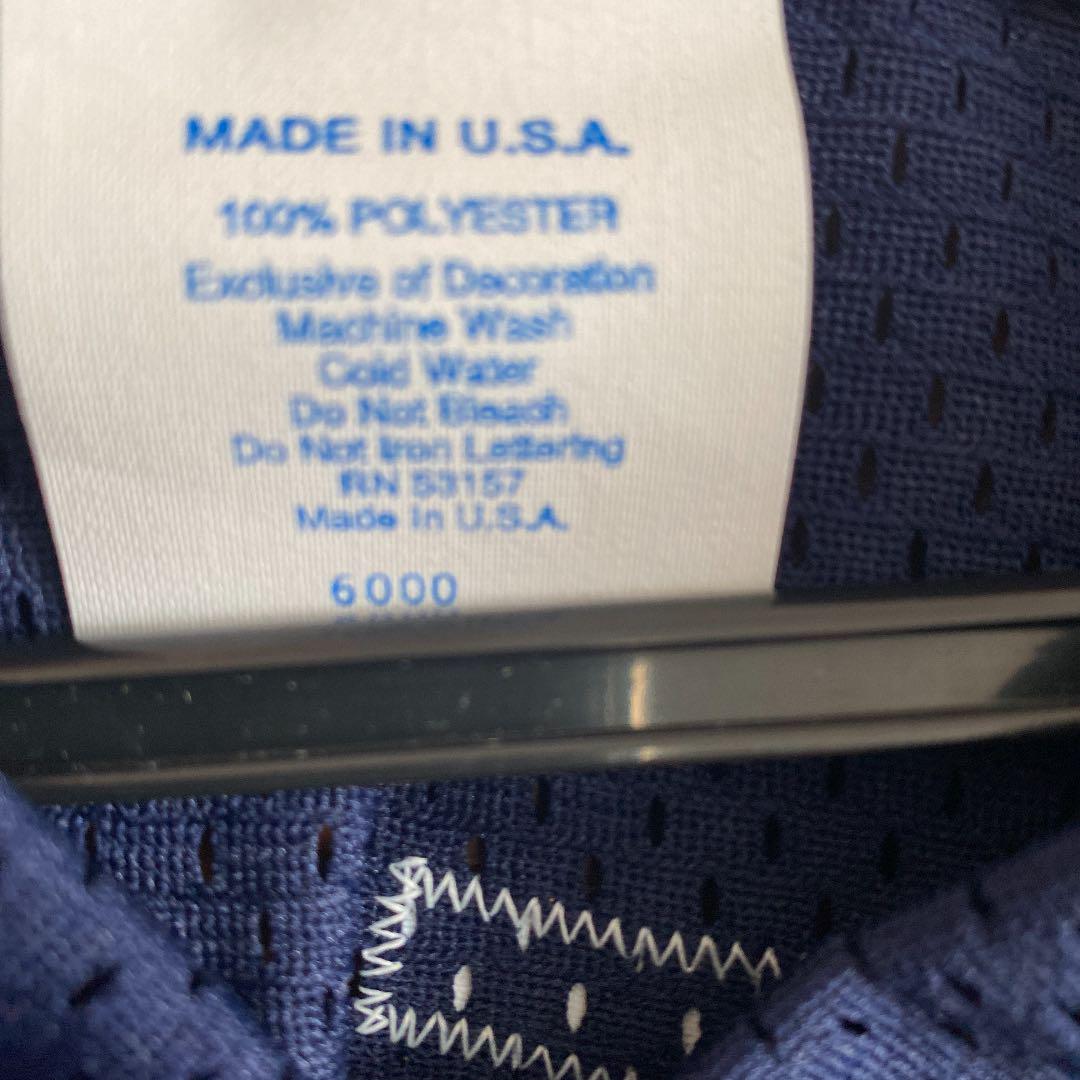 MADE IN U.S.A.
100% POLYESTER
Exclusive of Decoration
Machine Wash
Cold Water
Do Not Bleach
Do Not Iron Lettering
RN 53157
Made in U.S.A.
6000